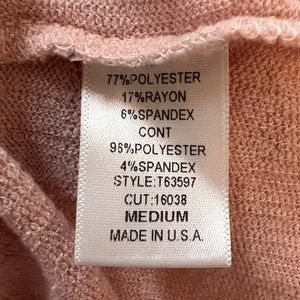 77%POLYESTER
17%RAYON
6%SPANDEX
CONT
96%POLYESTER
4%SPANDEX
STYLE:T63597
CUT:16038
MEDIUM
MADE IN U.S.A.